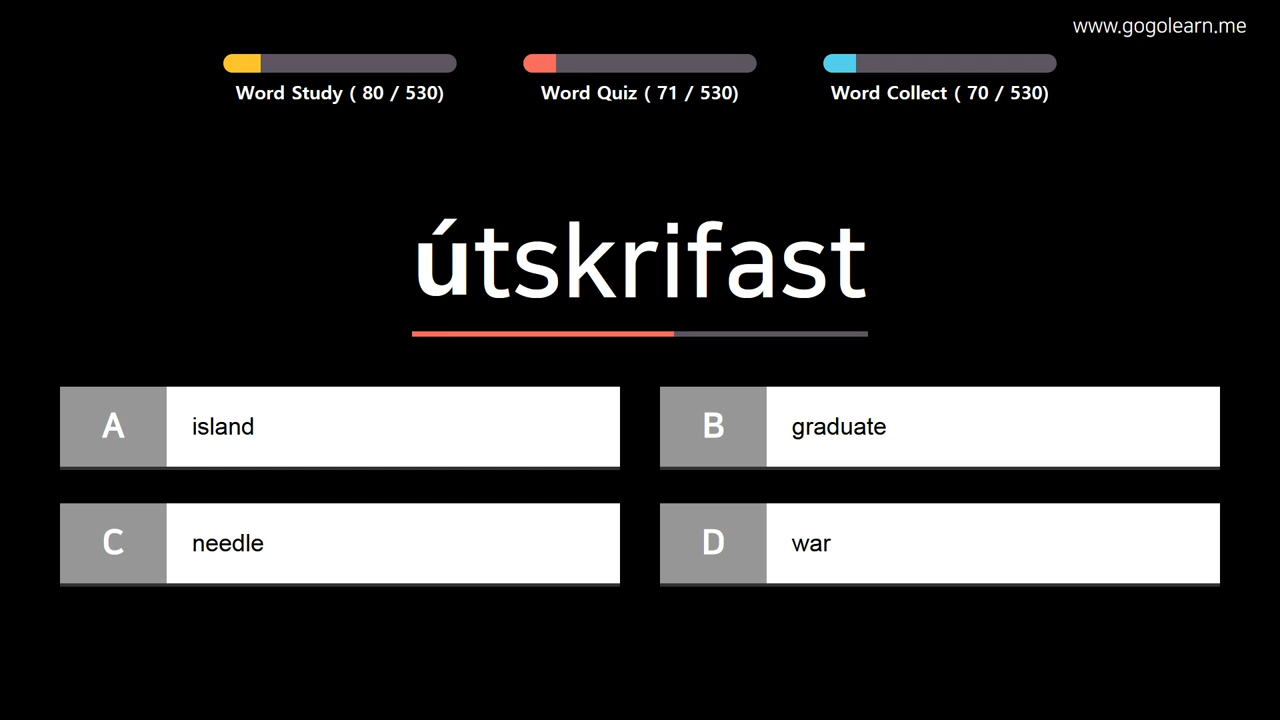 www.gogolearn.me
Word Study ( 80 / 530)
Word Quiz ( 71 / 530)
Word Collect ( 70 / 530)
útskrifast
A island
B graduate
C needle
D war